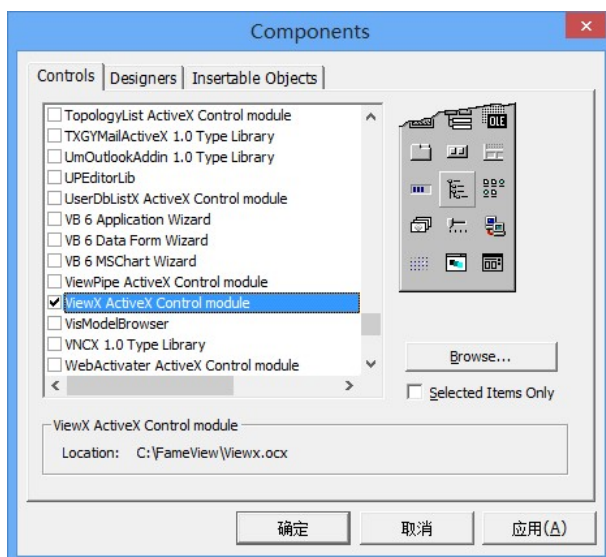 Components
Controls
Designers
Insertable Objects
TopologyList ActiveX Control module
TXGYMailActiveX 1.0 Type Library
UmOutlookAddin 1.0 Type Library
UPEditorLib
UserDbListX ActiveX Control module
VB 6 Application Wizard
VB 6 Data Form Wizard
VB 6 MSChart Wizard
ViewPipe ActiveX Control module
ViewX ActiveX Control module
VisModelBrowser
VNCX 1.0 Type Library
WebActivater ActiveX Control module
OLE
Browse...
Selected Items Only
ViewX ActiveX Control module
Location: C:\FameView\Viewx.ocx
确定
取消
应用(A)